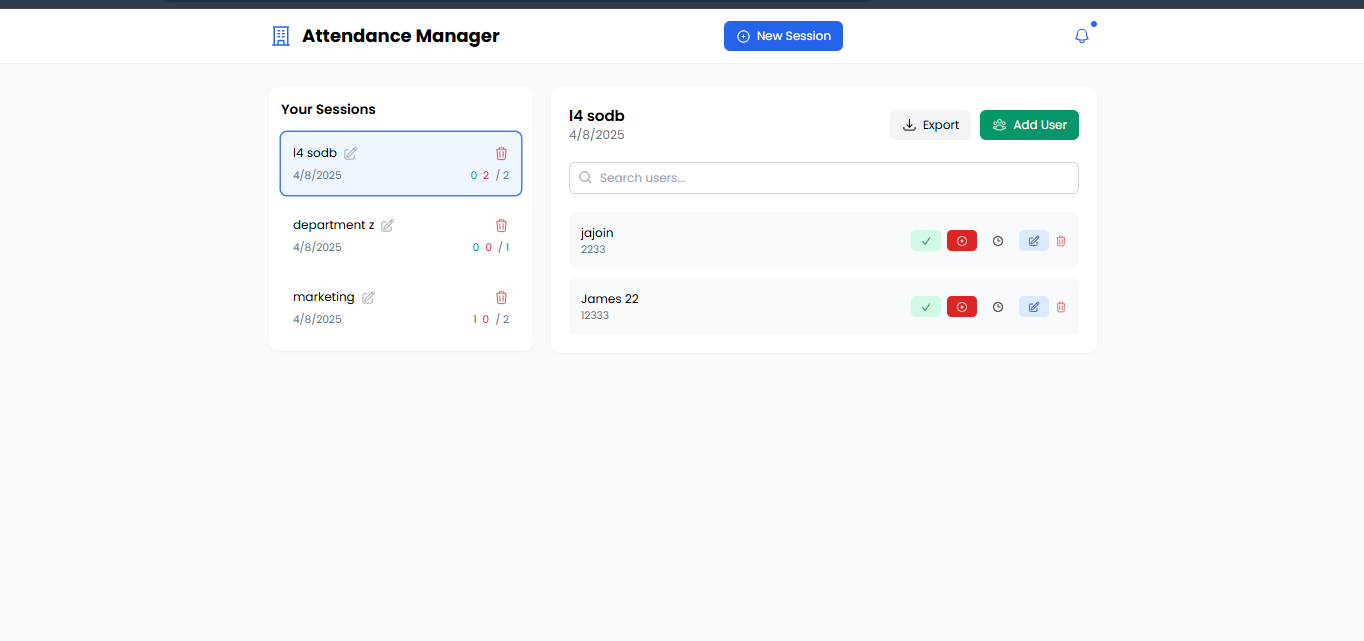 Attendance Manager
New Session
Your Sessions
l4 sodb
4/8/2025
0 2 / 2
department z
4/8/2025
0 0 / 1
marketing
4/8/2025
1 0 / 2
l4 sodb
4/8/2025
Export
Add User
Search users...
jajoin
2233
James 22
12333